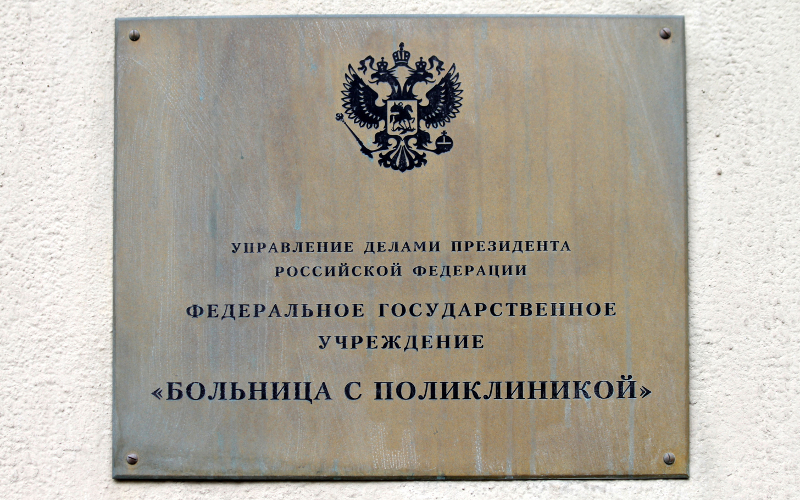 УПРАВЛЕНИЕ ДЕЛАМИ ПРЕЗИДЕНТА
РОССИЙСКОЙ ФЕДЕРАЦИИ
ФЕДЕРАЛЬНОЕ ГОСУДАРСТВЕННОЕ
УЧРЕЖДЕНИЕ
«БОЛЬНИЦА С ПОЛИКЛИНИКОЙ»